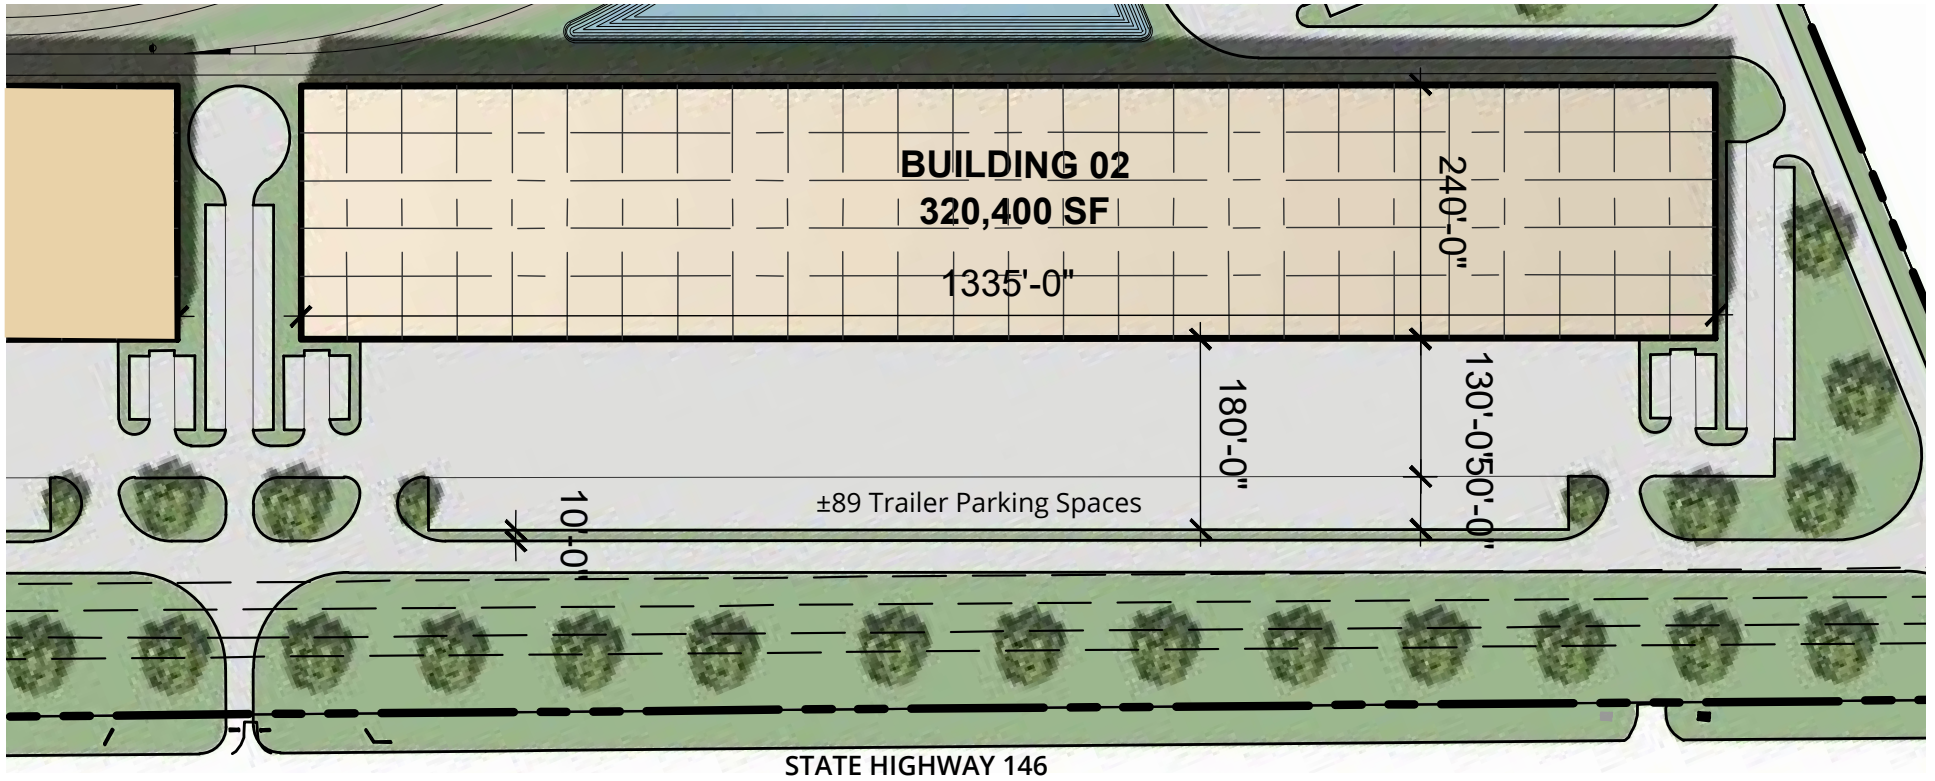 BUILDING 02
320,400 SF
1335'-0"
240'-0"
180'-0"
130'-0"
50'-0"
±89 Trailer Parking Spaces
10'-0"
STATE HIGHWAY 146